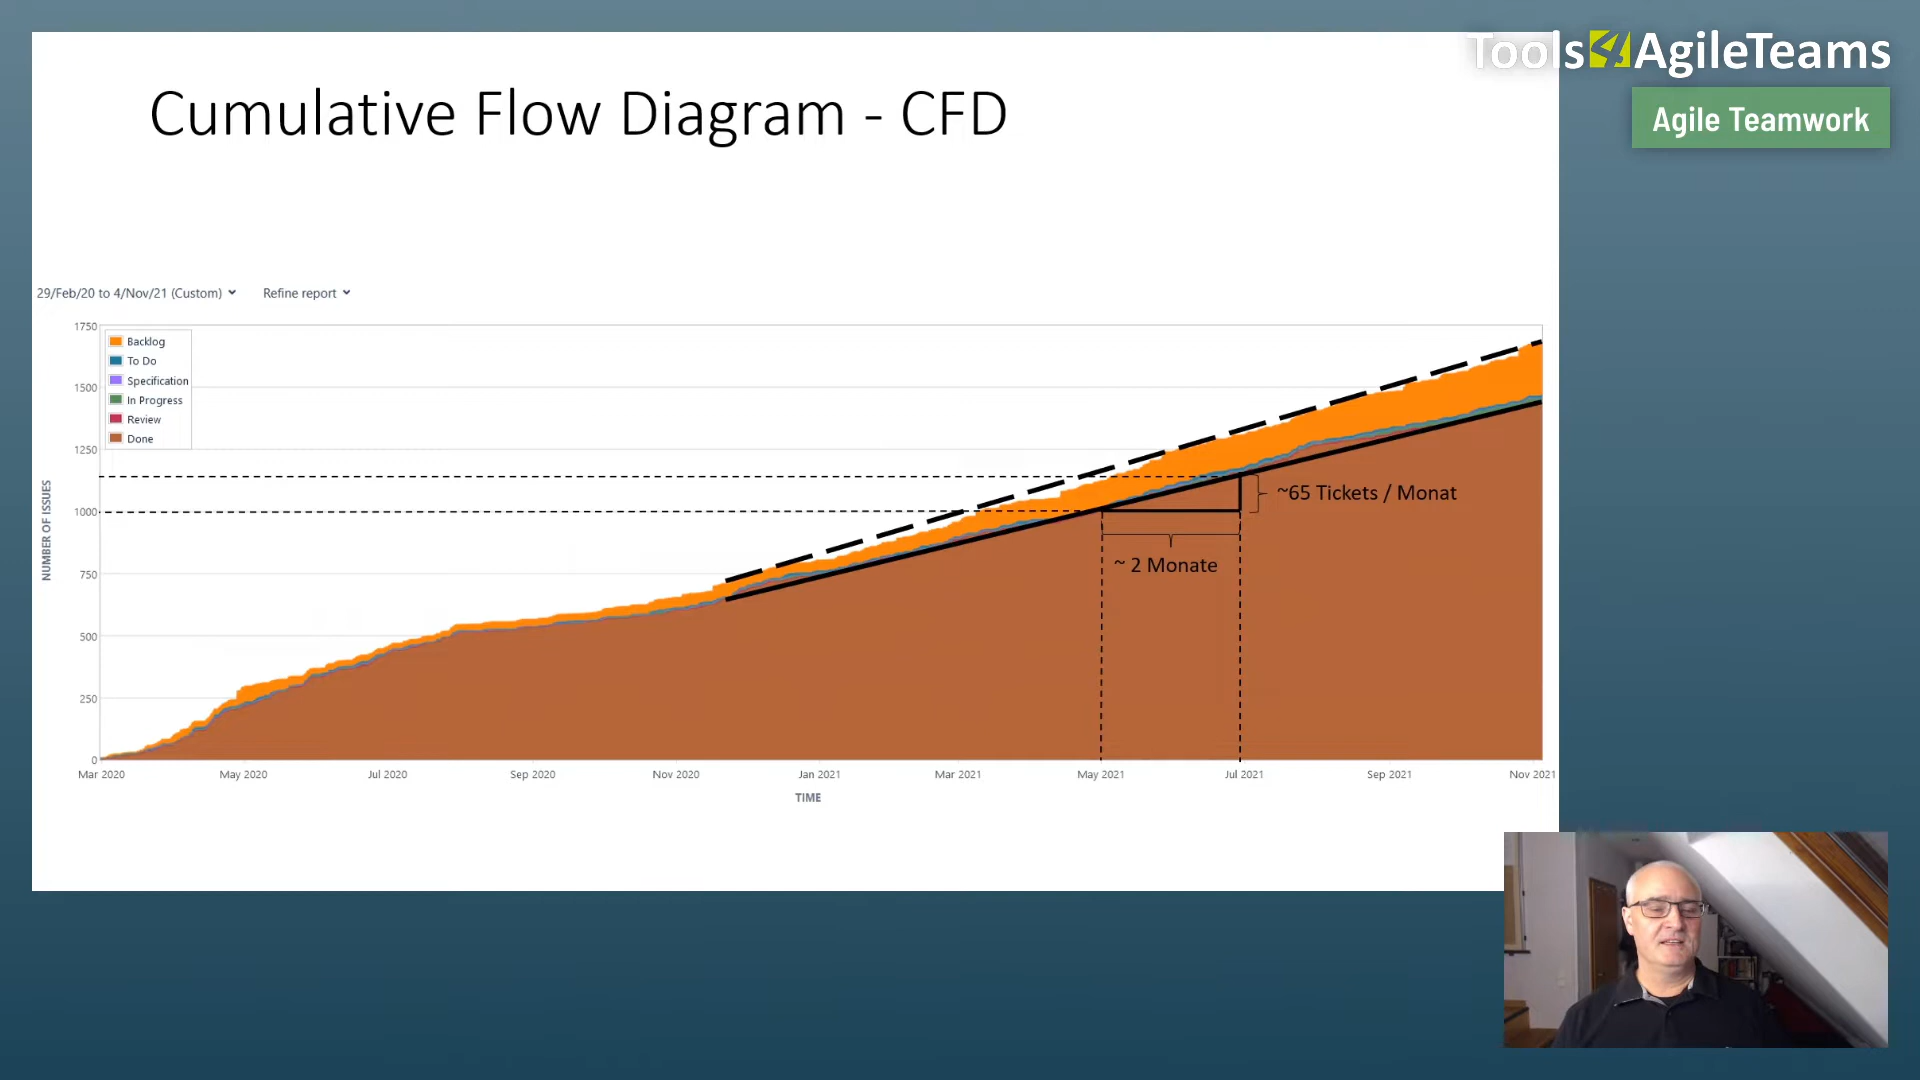 Tools4AgileTeams
Agile Teamwork
Cumulative Flow Diagram - CFD
29/Feb/20 to 4/Nov/21 (Custom) Refine report
1750
1500
1250
1000
750
500
250
0
NUMBER OF ISSUES
Backlog
To Do
Specification
In Progress
Review
Done
~65 Tickets / Monat
~ 2 Monate
Mar 2020 May 2020 Jul 2020 Sep 2020 Nov 2020 Jan 2021 Mar 2021 May 2021 Jul 2021 Sep 2021 Nov 2021
TIME